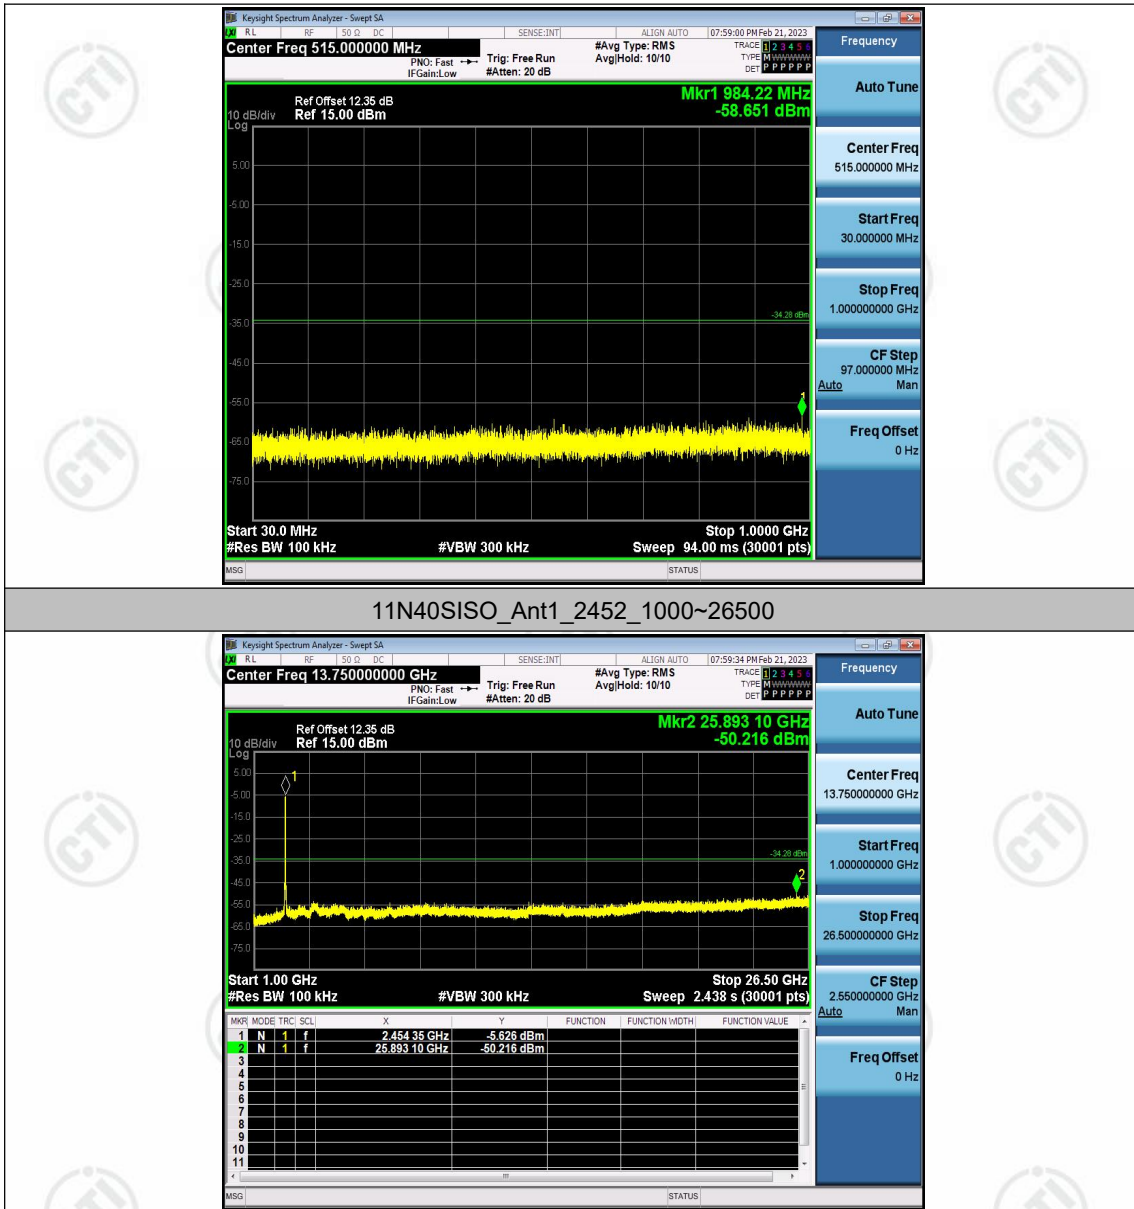 Keysight Spectrum Analyzer - Swept SA
RL RF 50 Ω DC SENSE:INT ALIGN AUTO 07:59:00 PM Feb 21, 2023
Center Freq 515.000000 MHz
PNO: Fast
IFGain:Low
Trig: Free Run
#Atten: 20 dB
#Avg Type: RMS
Avg|Hold: 10/10
TRACE 1 2 3 4 5 6
TYPE M WWWWW
DET P P P P P P
Frequency
Auto Tune
Center Freq
515.000000 MHz
Start Freq
30.000000 MHz
Stop Freq
1.000000000 GHz
CF Step
97.000000 MHz
Auto Man
Freq Offset
0 Hz
Mkr1 984.22 MHz
-58.651 dBm
Ref Offset 12.35 dB
10 dB/div Ref 15.00 dBm
Log
5.00
-5.00
-15.0
-25.0
-34.28 dBm
-35.0
-45.0
-55.0
1
-65.0
-75.0
Start 30.0 MHz Stop 1.0000 GHz
#Res BW 100 kHz #VBW 300 kHz Sweep 94.00 ms (30001 pts)
MSG STATUS
11N40SISO_Ant1_2452_1000~26500
Keysight Spectrum Analyzer - Swept SA
RL RF 50 Ω DC SENSE:INT ALIGN AUTO 07:59:34 PM Feb 21, 2023
Center Freq 13.750000000 GHz
PNO: Fast
IFGain:Low
Trig: Free Run
#Atten: 20 dB
#Avg Type: RMS
Avg|Hold: 10/10
TRACE 1 2 3 4 5 6
TYPE M WWWWW
DET P P P P P P
Frequency
Auto Tune
Center Freq
13.750000000 GHz
Start Freq
1.000000000 GHz
Stop Freq
26.500000000 GHz
CF Step
2.550000000 GHz
Auto Man
Freq Offset
0 Hz
Mkr2 25.893 10 GHz
-50.216 dBm
Ref Offset 12.35 dB
10 dB/div Ref 15.00 dBm
Log
5.00
1
-5.00
-15.0
-25.0
-34.28 dBm
-35.0
-45.0
2
-55.0
-65.0
-75.0
Start 1.00 GHz Stop 26.50 GHz
#Res BW 100 kHz #VBW 300 kHz Sweep 2.438 s (30001 pts)
MKR MODE TRC SCL X Y FUNCTION FUNCTION WIDTH FUNCTION VALUE
1 N 1 f 2.454 35 GHz -5.626 dBm
2 N 1 f 25.893 10 GHz -50.216 dBm
3
4
5
6
7
8
9
10
11
MSG STATUS
CTI
CTI
CTI
CTI
CTI
CTI